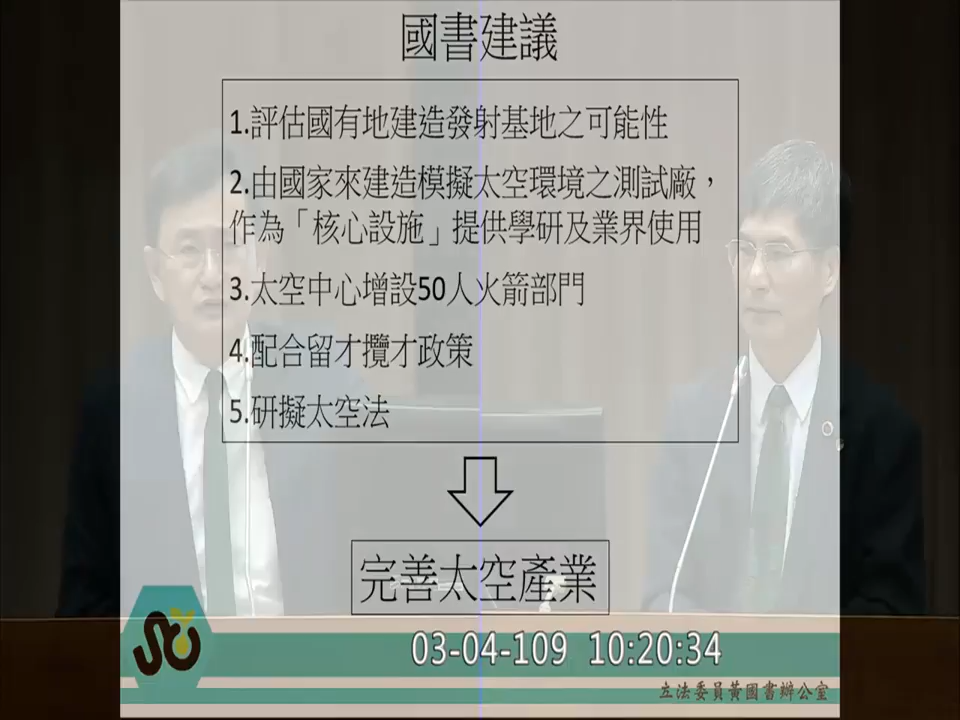 國書建議
1.評估國有地建造發射基地之可能性
2.由國家來建造模擬太空環境之測試廠，
作為「核心設施」提供學研及業界使用
3.太空中心增設50人火箭部門
4.配合留才攬才政策
5.研擬太空法
完善太空產業
03-04-109 10:20:34
立法委員黃國書辦公室